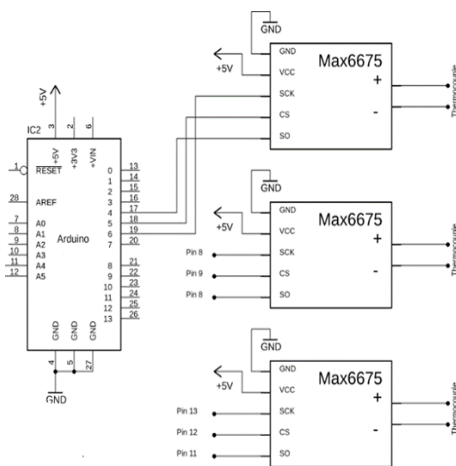 GND
+5V
GND
VCC
SCK
CS
SO
Max6675
+
-
Thermocouple
+5V
IC2
3
2
6
+5V
+3V3
+VIN
1
RESET
28
AREF
7
A0
8
A1
9
A2
10
A3
11
A4
12
A5
Arduino
0
13
1
14
2
15
3
16
4
17
5
18
6
19
7
20
8
21
9
22
10
23
11
24
12
25
13
26
GND
GND
GND
4
5
27
GND
GND
+5V
Pin 8
Pin 9
Pin 8
GND
VCC
SCK
CS
SO
Max6675
+
-
Thermocouple
GND
+5V
Pin 13
Pin 12
Pin 11
GND
VCC
SCK
CS
SO
Max6675
+
-
Thermocouple